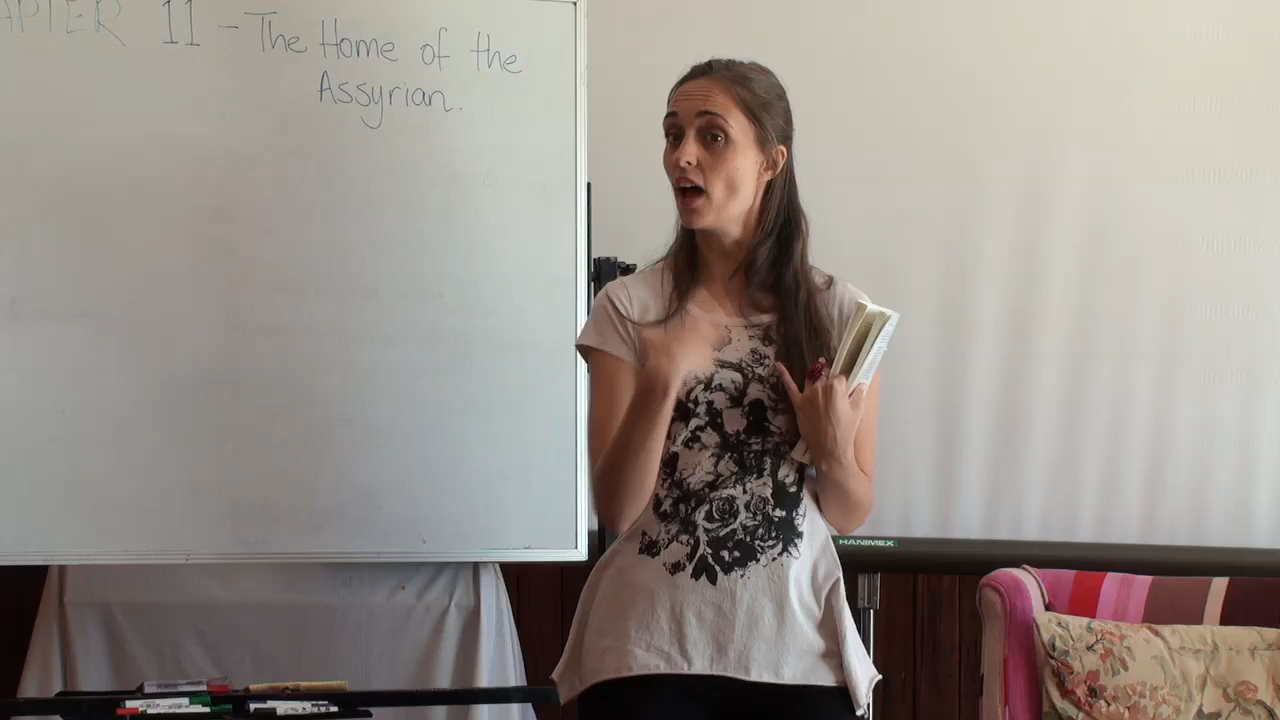 APTER 11 - The Home of the
Assyrian.
HANIMEX